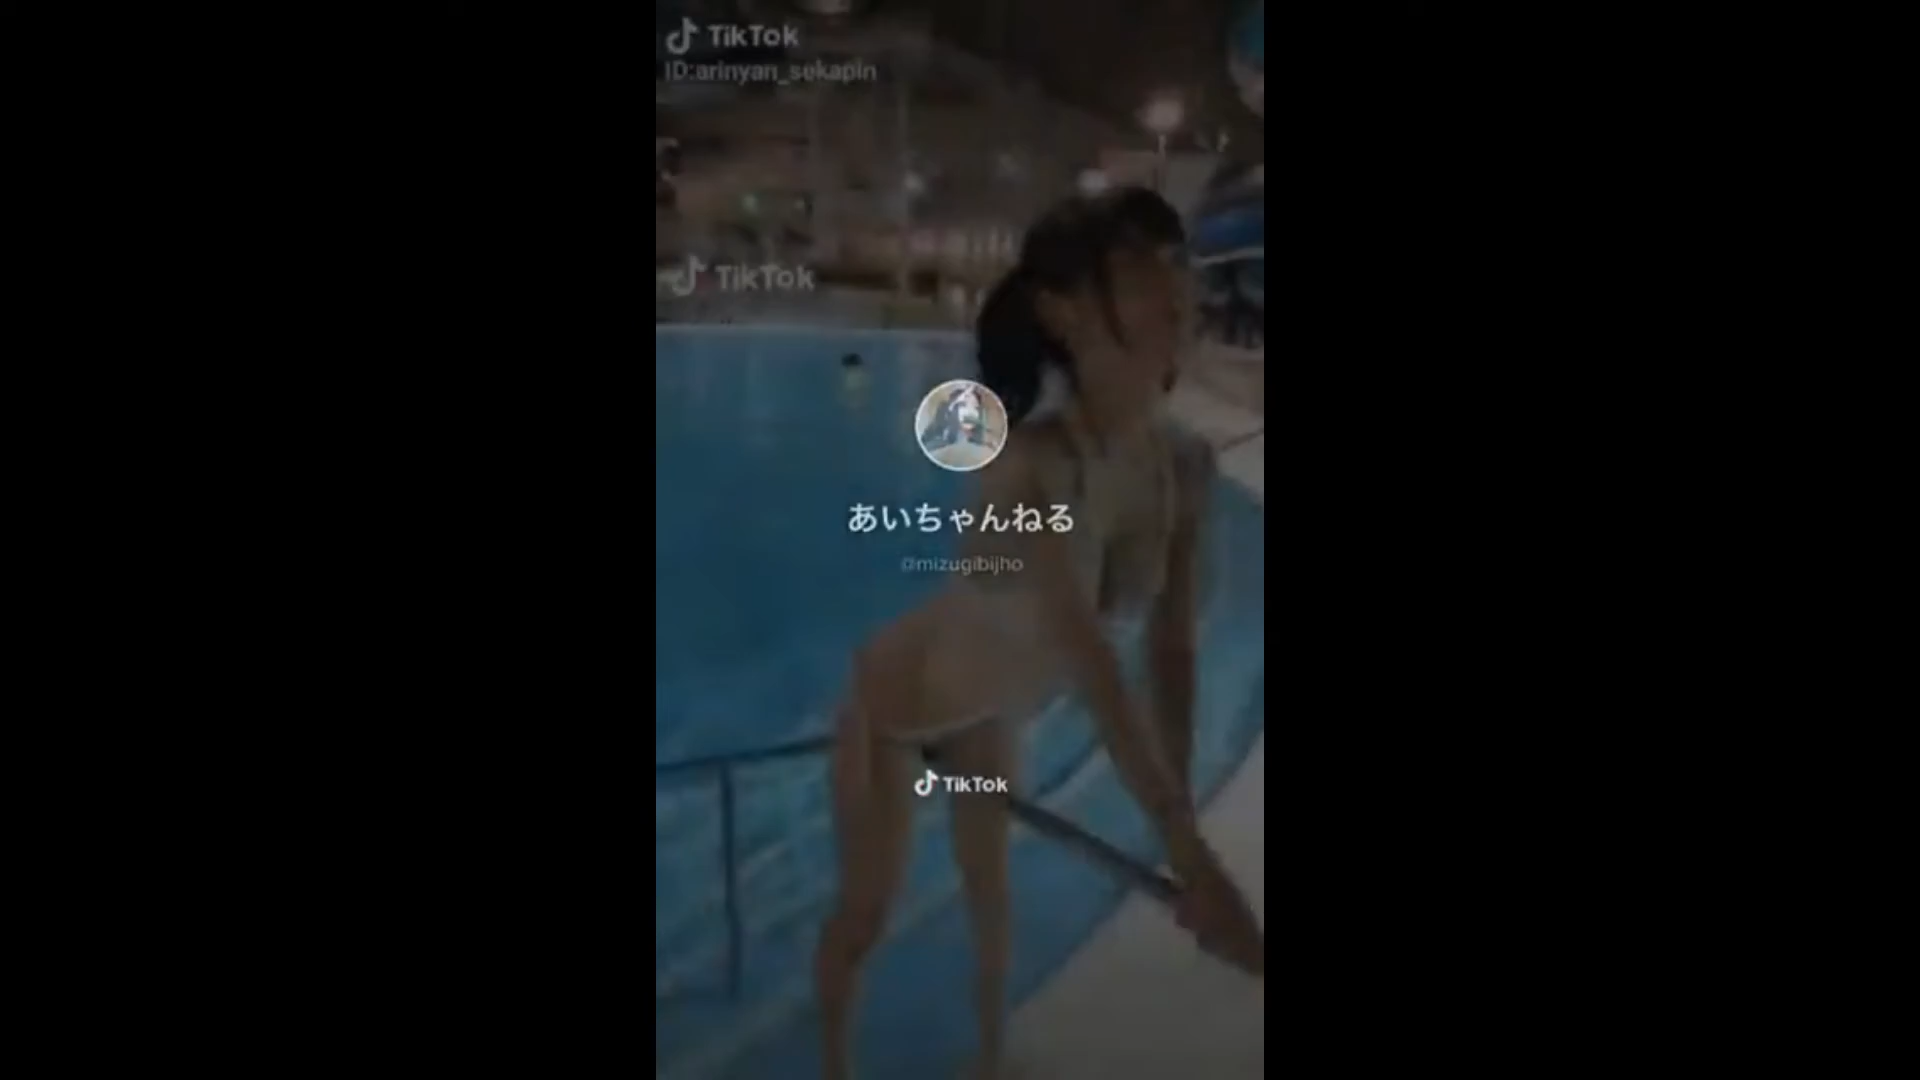 TikTok
ID:arinyan_sekapin
TikTok
あいちゃんねる
@mizugibijho
TikTok